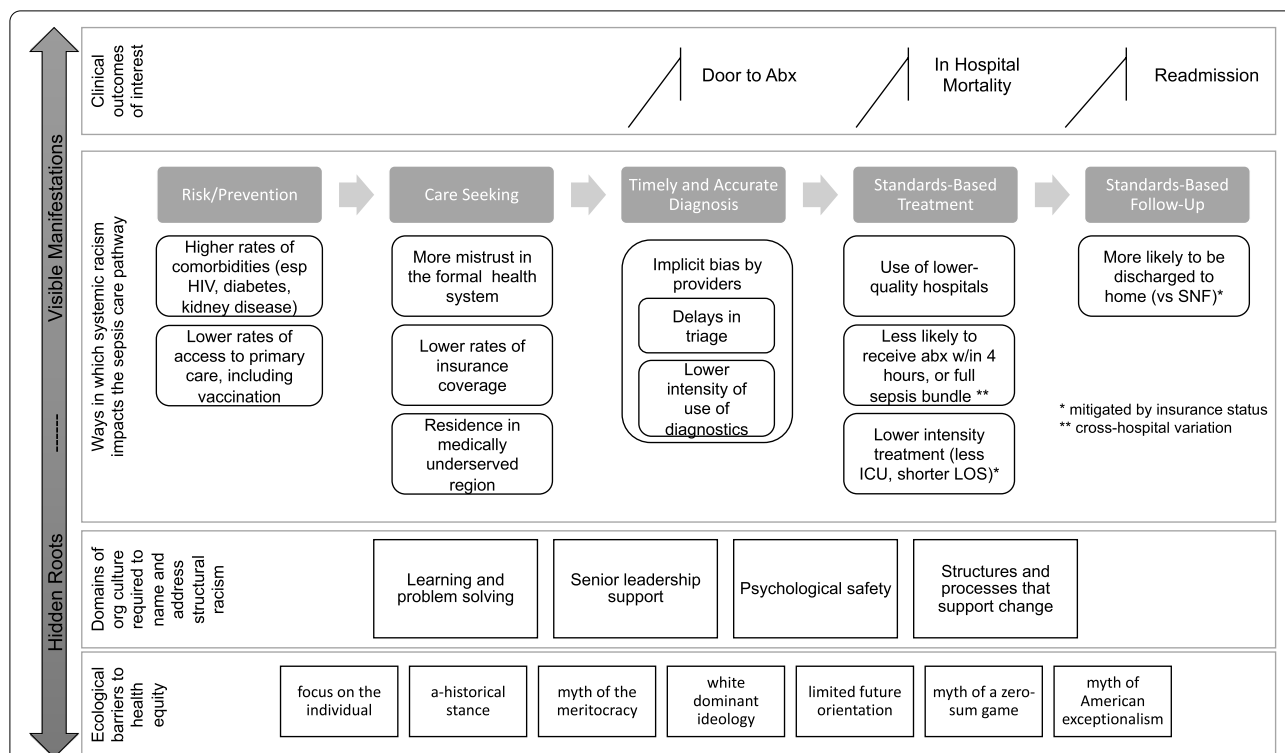 Visible Manifestations
------
Hidden Roots
Clinical
outcomes
of interest
Door to Abx
In Hospital
Mortality
Readmission
Ways in which systemic racism
impacts the sepsis care pathway
Risk/Prevention
Higher rates of
comorbidities (esp
HIV, diabetes,
kidney disease)
Lower rates of
access to primary
care, including
vaccination
Care Seeking
More mistrust in
the formal health
system
Lower rates of
insurance
coverage
Residence in
medically
underserved
region
Timely and Accurate
Diagnosis
Implicit bias by
providers
Delays in
triage
Lower
intensity of
use of
diagnostics
Standards-Based
Treatment
Use of lower-
quality hospitals
Less likely to
receive abx w/in 4
hours, or full
sepsis bundle **
Lower intensity
treatment (less
ICU, shorter LOS)*
Standards-Based
Follow-Up
More likely to be
discharged to
home (vs SNF)*
* mitigated by insurance status
** cross-hospital variation
Domains of
org culture
required to
name and
address
structural
racism
Learning and
problem solving
Senior leadership
support
Psychological safety
Structures and
processes that
support change
Ecological
barriers to
health
equity
focus on the
individual
a-historical
stance
myth of the
meritocracy
white
dominant
ideology
limited future
orientation
myth of a zero-
sum game
myth of
American
exceptionalism